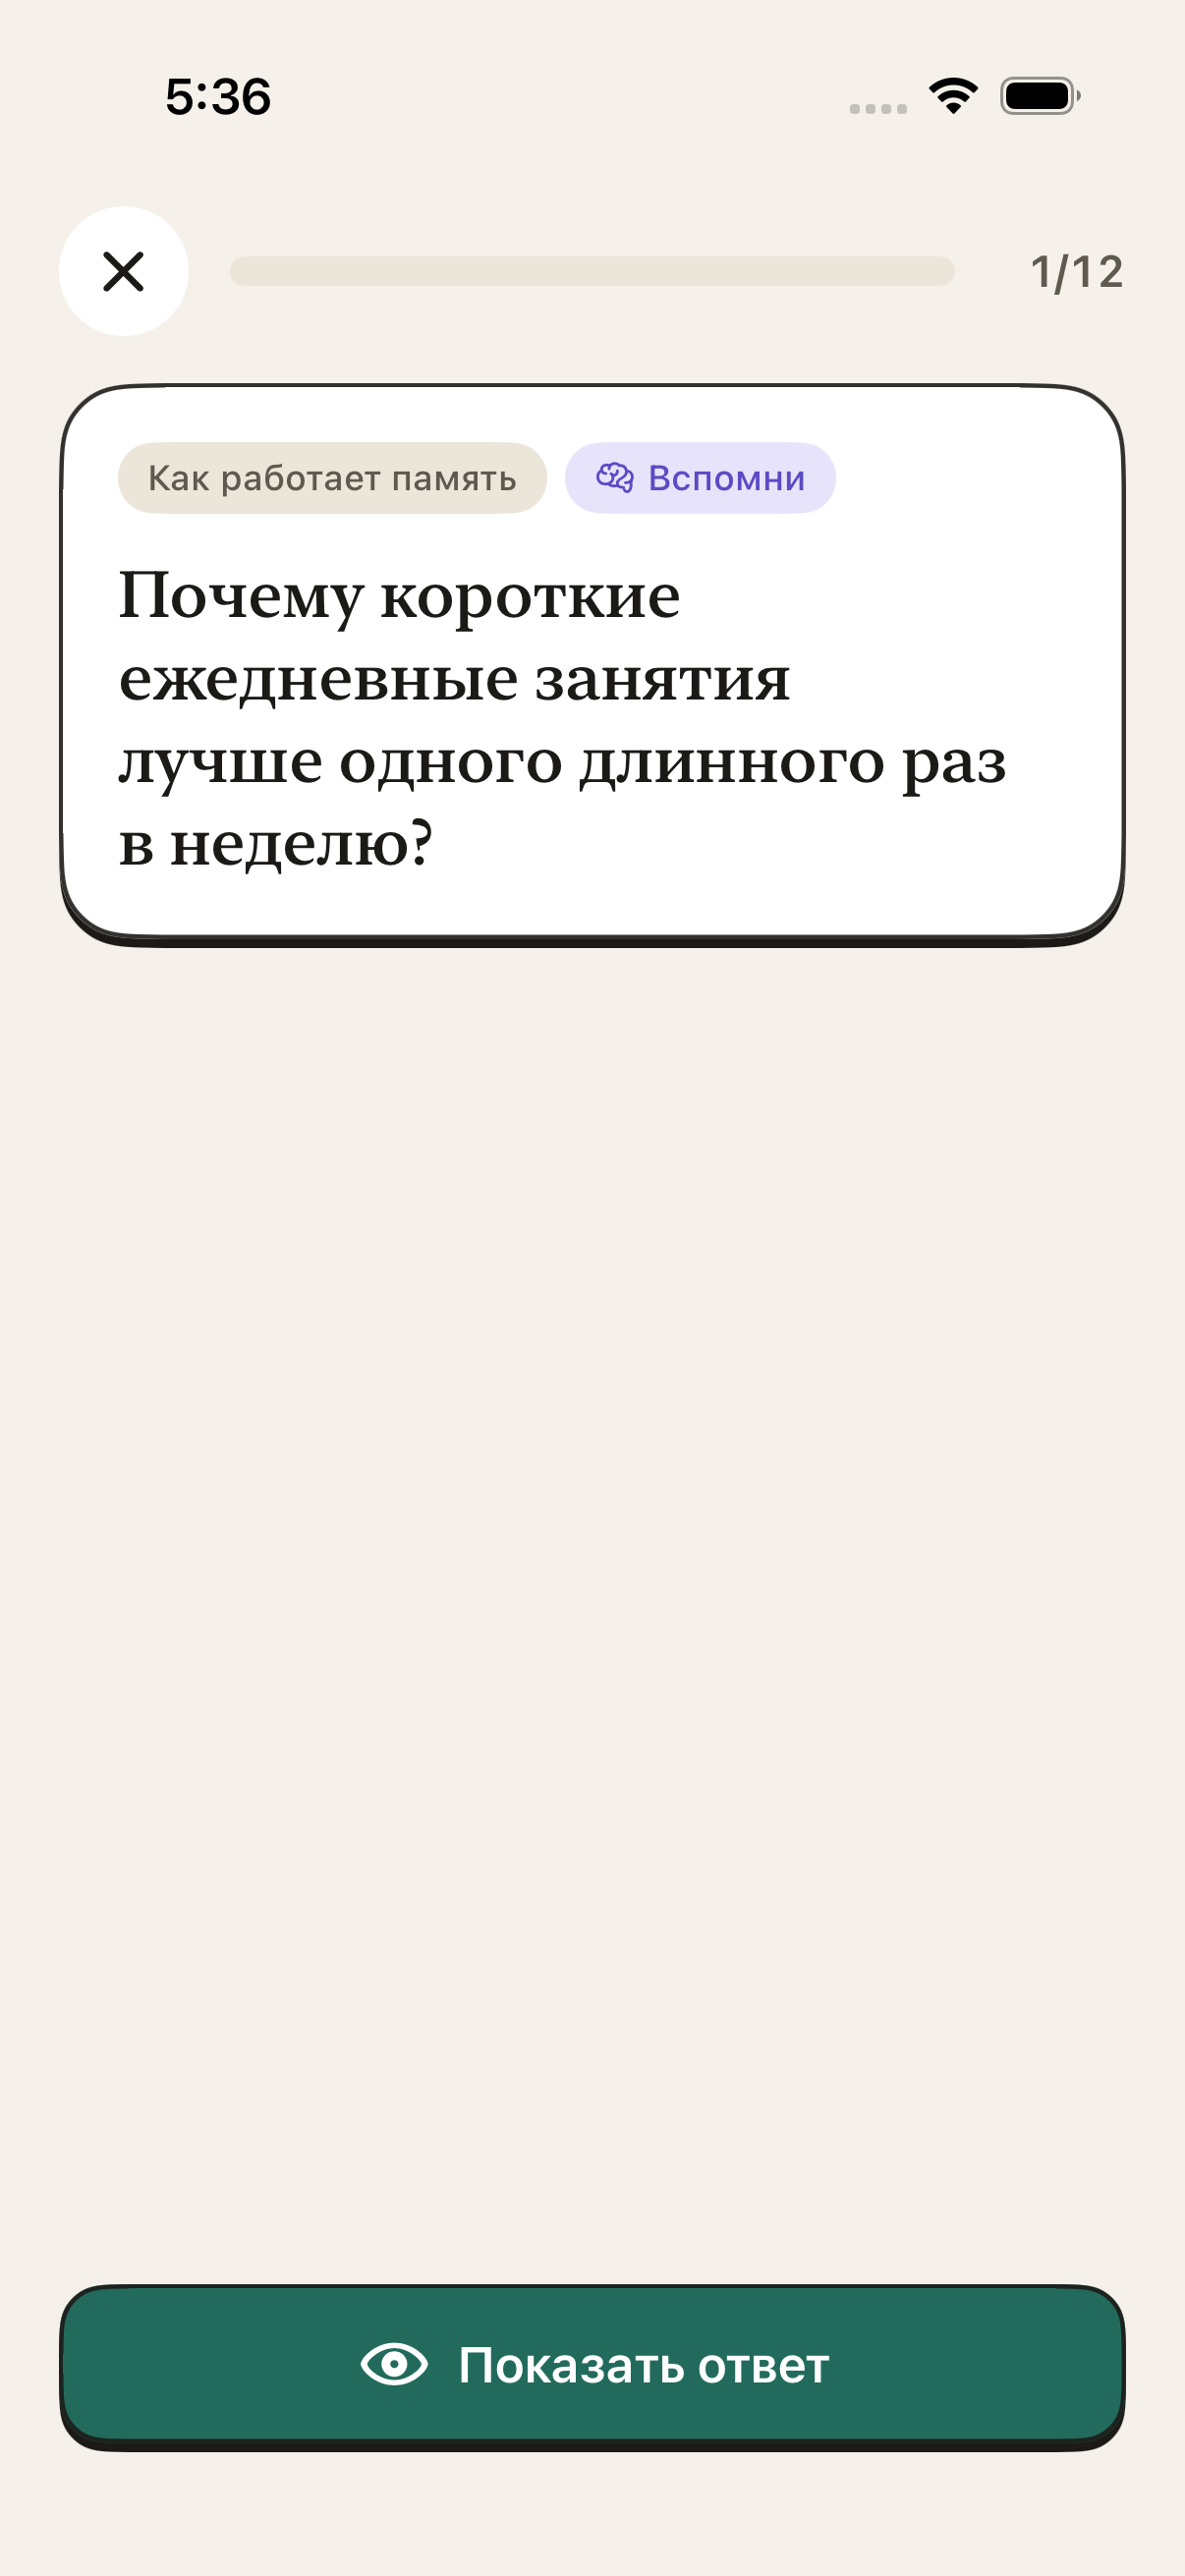 5:36
1/12
Как работает память
Вспомни
Почему короткие
ежедневные занятия
лучше одного длинного раз
в неделю?
Показать ответ